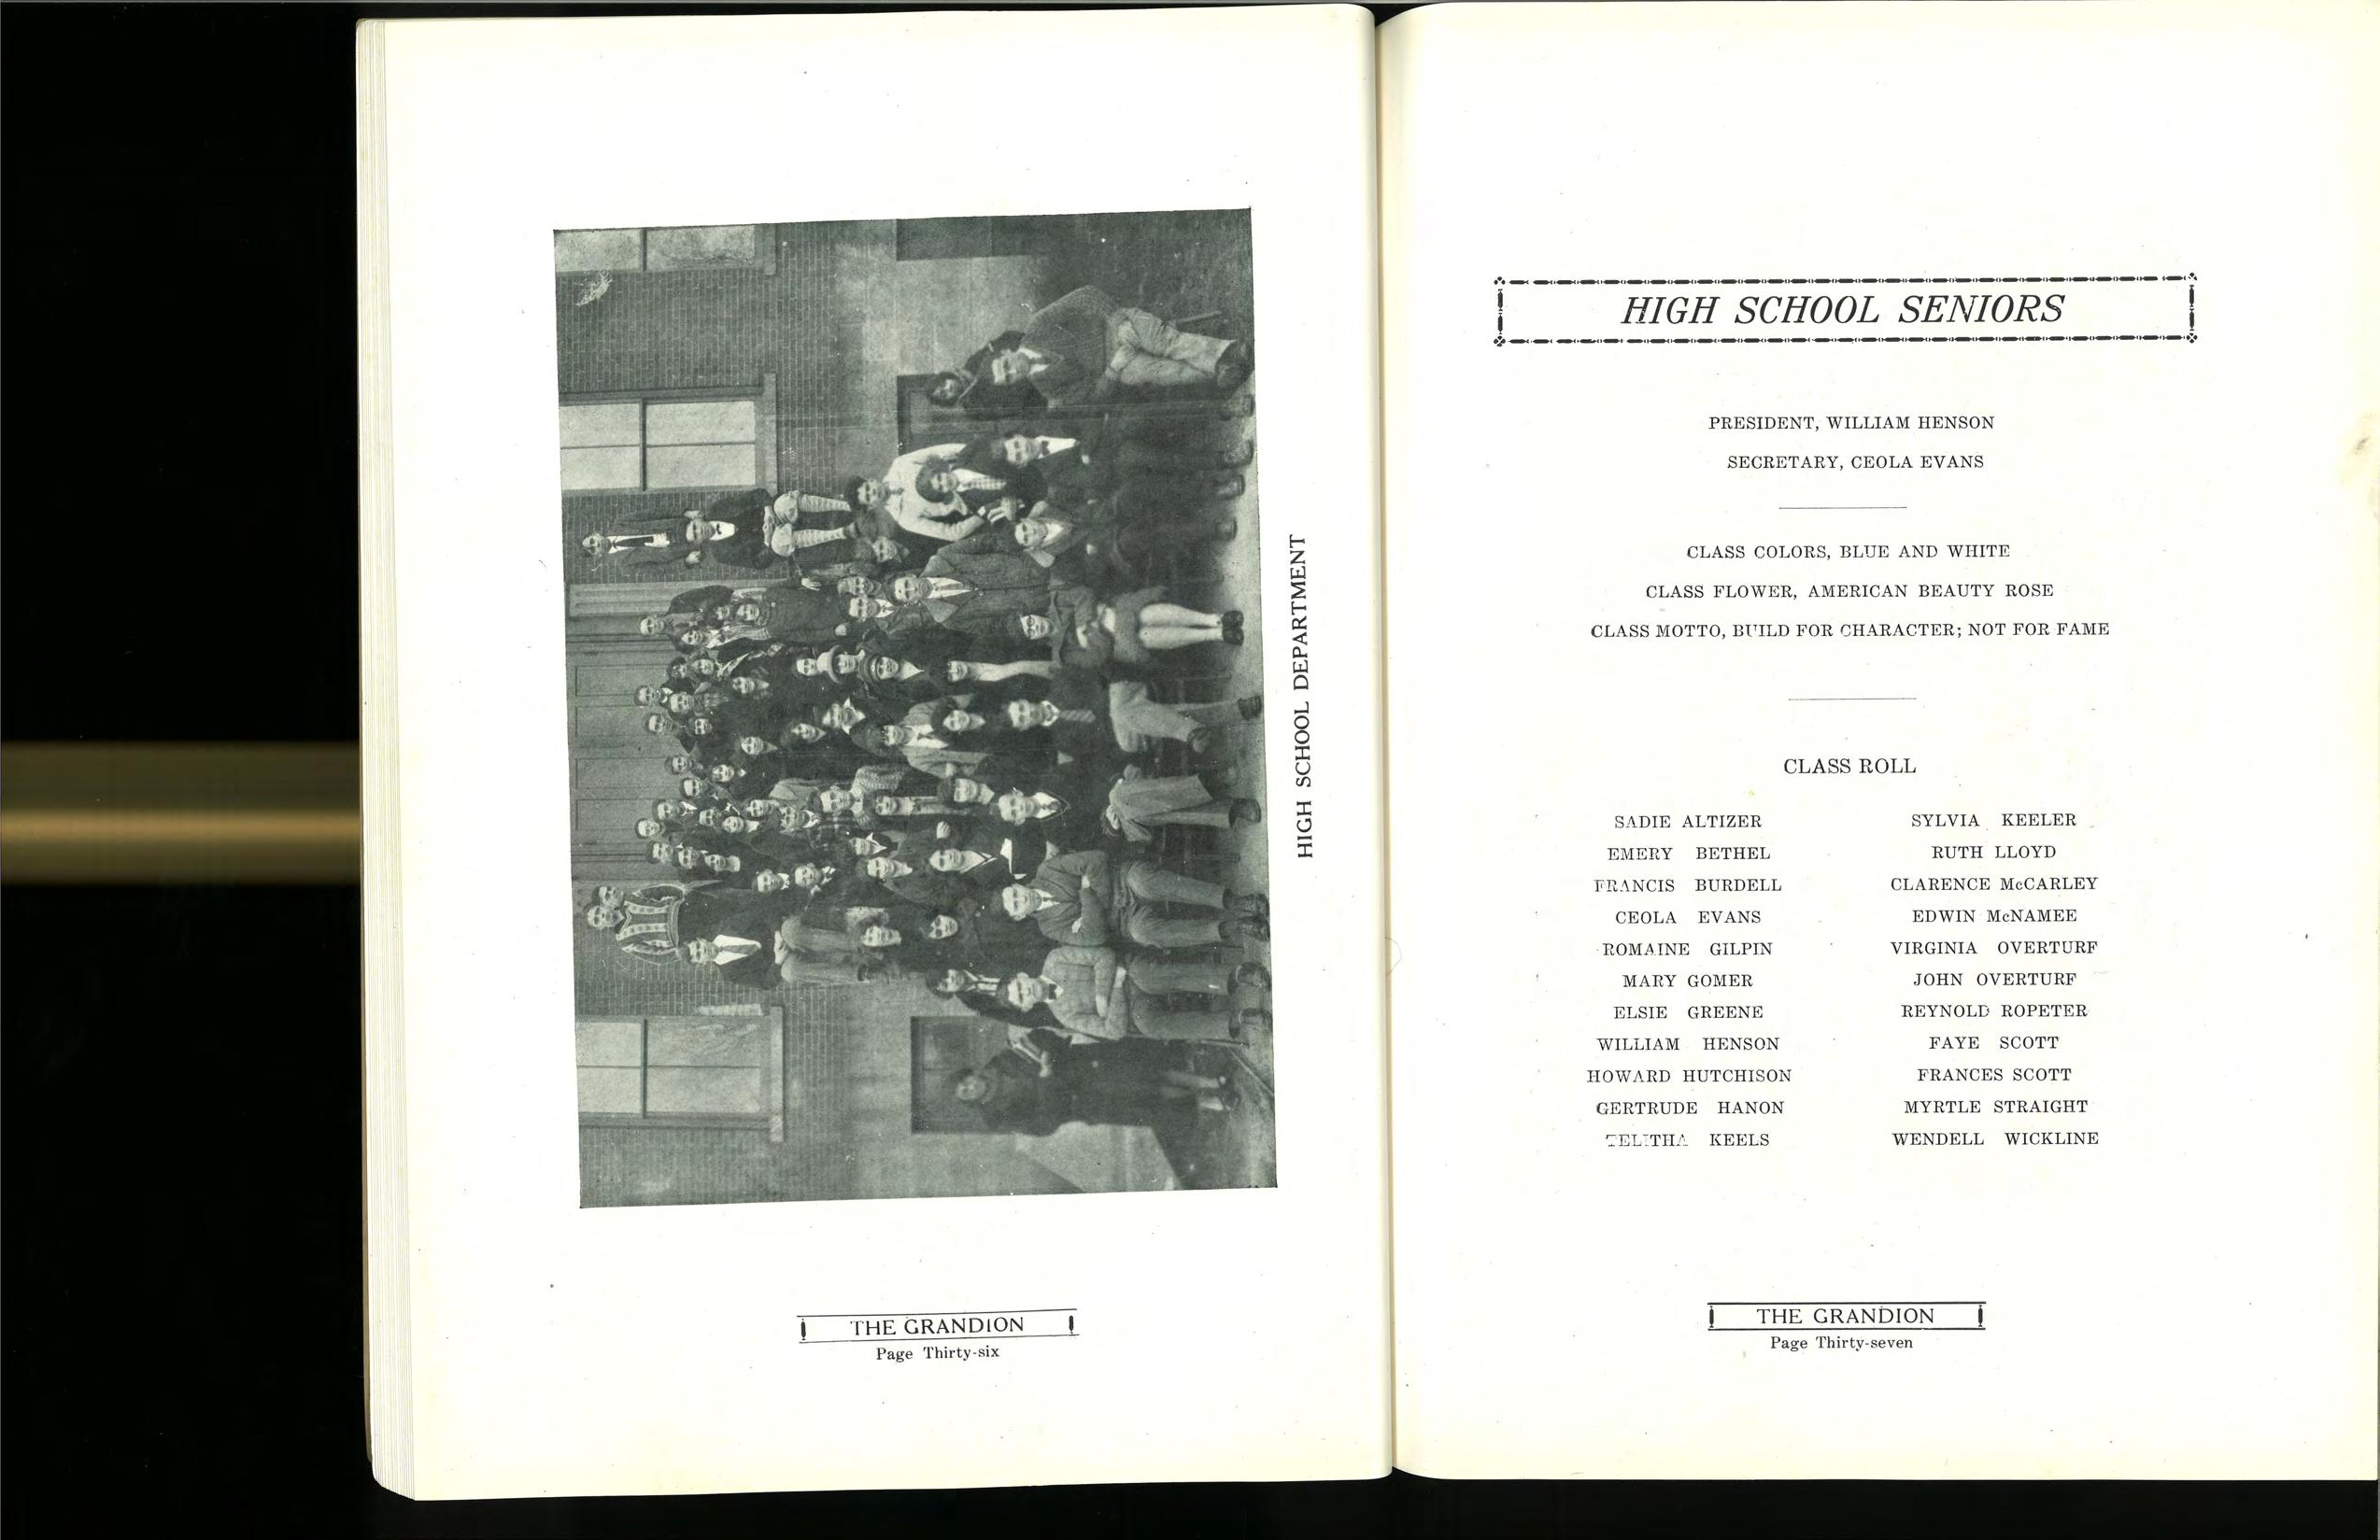 HIGH SCHOOL DEPARTMENT
THE GRANDION
Page Thirty-six
HIGH SCHOOL SENIORS
PRESIDENT, WILLIAM HENSON
SECRETARY, CEOLA EVANS
CLASS COLORS, BLUE AND WHITE
CLASS FLOWER, AMERICAN BEAUTY ROSE
CLASS MOTTO, BUILD FOR CHARACTER; NOT FOR FAME
CLASS ROLL
SADIE ALTIZER
EMERY BETHEL
FRANCIS BURDELL
CEOLA EVANS
ROMAINE GILPIN
MARY GOMER
ELSIE GREENE
WILLIAM HENSON
HOWARD HUTCHISON
GERTRUDE HANON
TELITHA KEELS
SYLVIA KEELER
RUTH LLOYD
CLARENCE McCARLEY
EDWIN McNAMEE
VIRGINIA OVERTURF
JOHN OVERTURF
REYNOLD ROPETER
FAYE SCOTT
FRANCES SCOTT
MYRTLE STRAIGHT
WENDELL WICKLINE
THE GRANDION
Page Thirty-seven